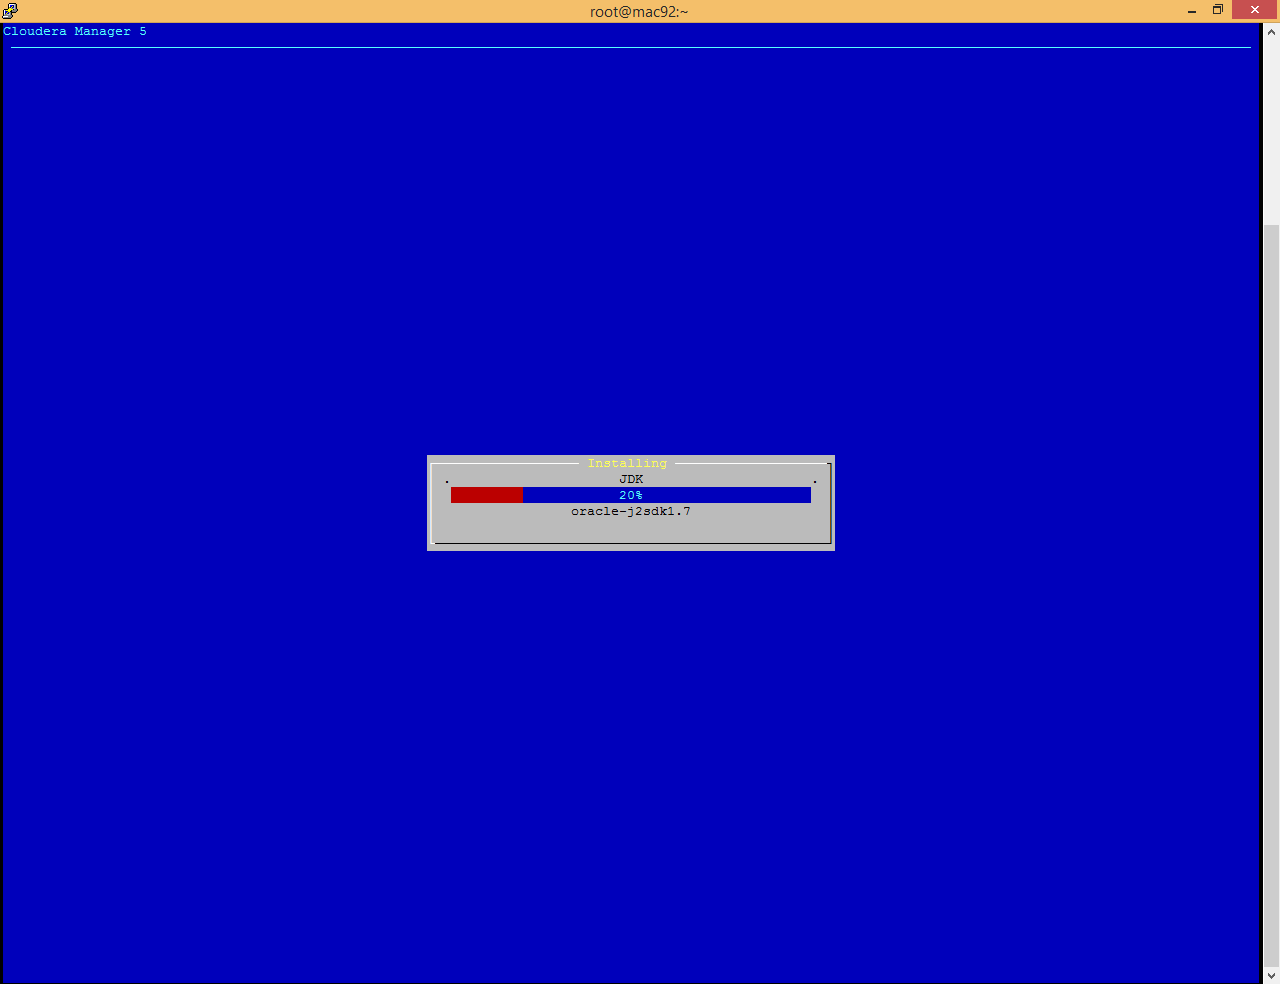 root@mac92:~
Cloudera Manager 5
Installing
. JDK .
20%
oracle-j2sdk1.7